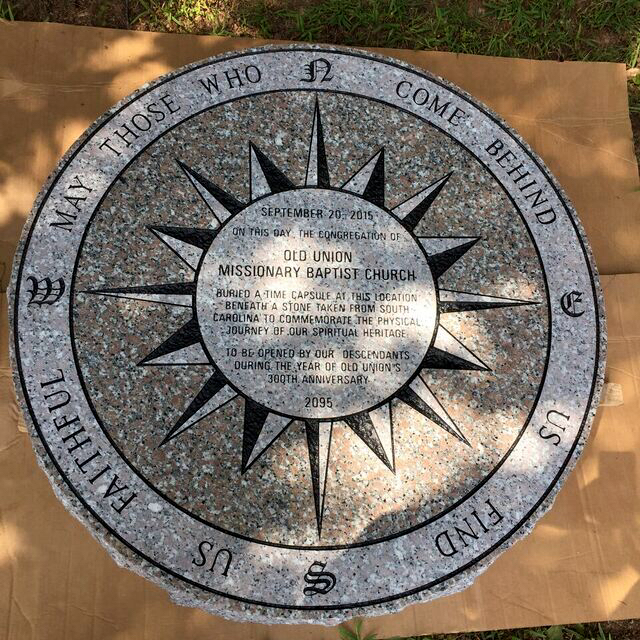 MAY THOSE WHO N COME BEHIND E US FIND S US FAITHFUL W
SEPTEMBER 20, 2015
ON THIS DAY, THE CONGREGATION OF
OLD UNION
MISSIONARY BAPTIST CHURCH
BURIED A TIME CAPSULE AT THIS LOCATION
BENEATH A STONE TAKEN FROM SOUTH
CAROLINA TO COMMEMORATE THE PHYSICAL
JOURNEY OF OUR SPIRITUAL HERITAGE.
TO BE OPENED BY OUR DESCENDANTS
DURING THE YEAR OF OLD UNION'S
300TH ANNIVERSARY
2095